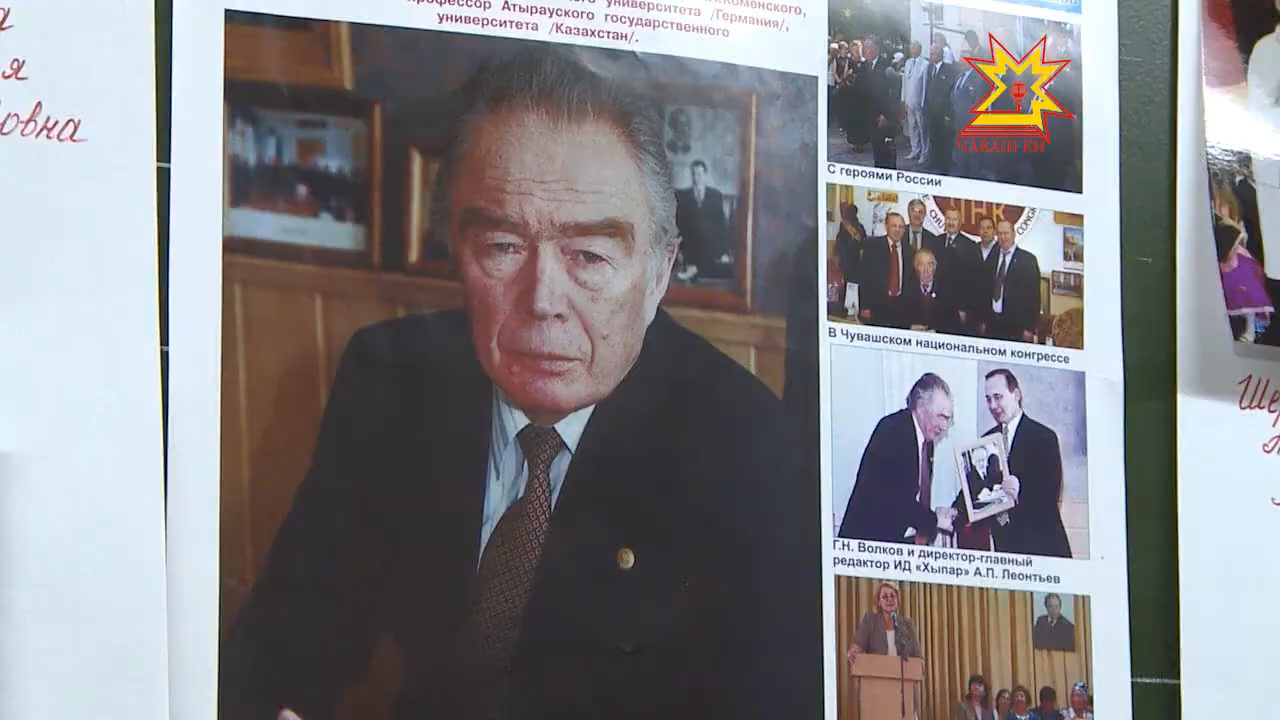 а
я
овна
университета /Германия/,
профессор Атырауского государственного
университета /Казахстан/.
ЧАВАШ ЕН
С героями России
В Чувашском национальном конгрессе
Г.Н. Волков и директор-главный
редактор ИД «Хыпар» А.П. Леонтьев